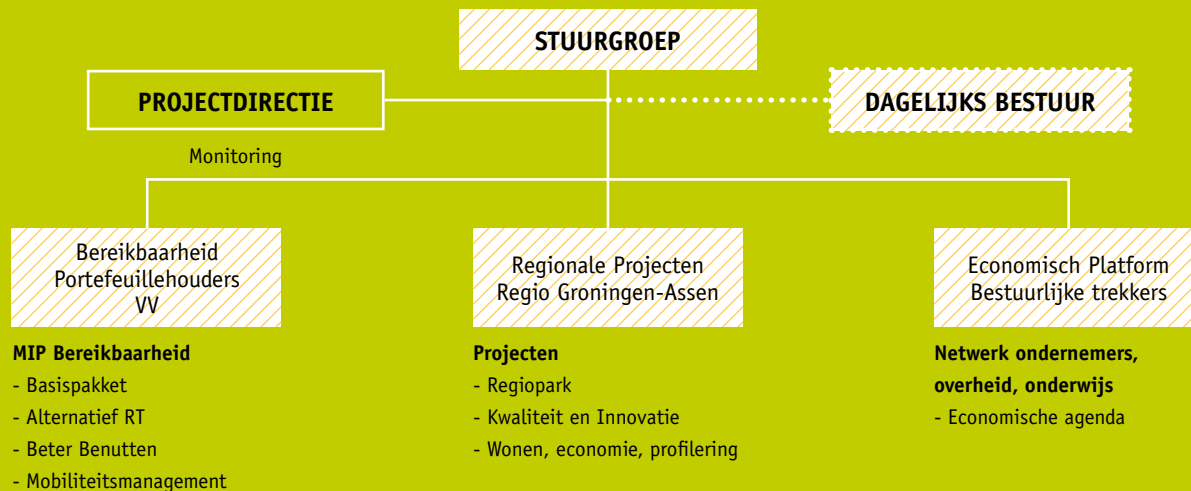 STUURGROEP
PROJECTDIRECTIE
DAGELIJKS BESTUUR
Monitoring
Bereikbaarheid
Portefeuillehouders
VV
Regionale Projecten
Regio Groningen-Assen
Economisch Platform
Bestuurlijke trekkers
MIP Bereikbaarheid
- Basispakket
- Alternatief RT
- Beter Benutten
- Mobiliteitsmanagement
Projecten
- Regiopark
- Kwaliteit en Innovatie
- Wonen, economie, profilering
Netwerk ondernemers,
overheid, onderwijs
- Economische agenda